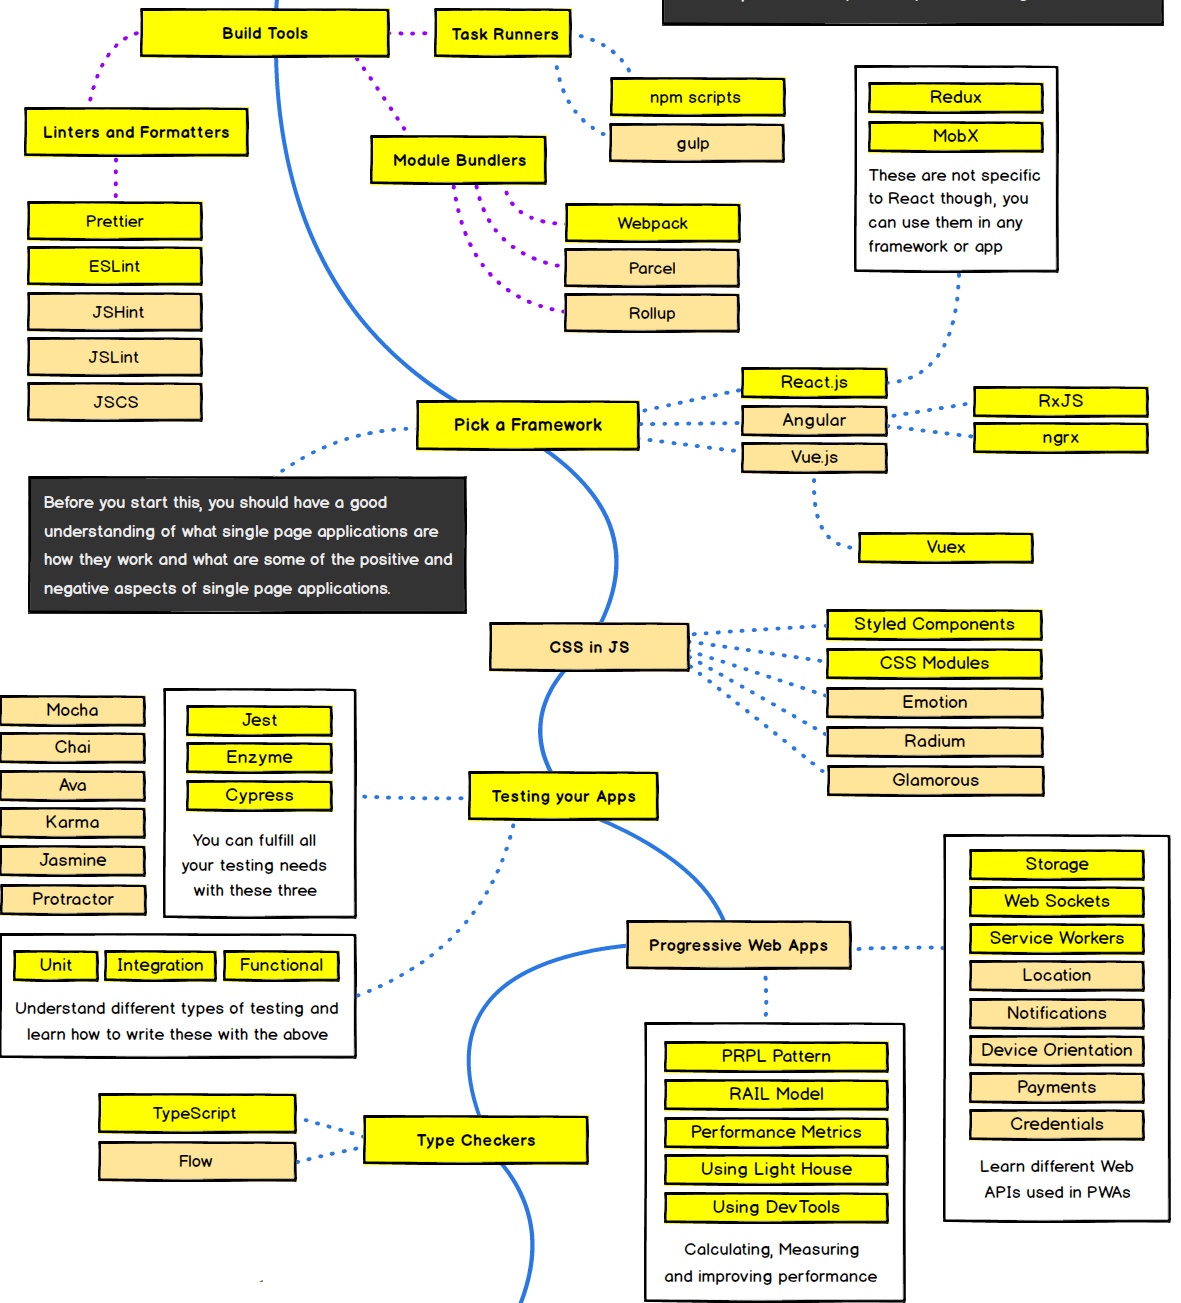 Build Tools
Task Runners
npm scripts
gulp
Linters and Formatters
Module Bundlers
Prettier
ESLint
JSHint
JSLint
JSCS
Webpack
Parcel
Rollup
Redux
MobX
These are not specific
to React though, you
can use them in any
framework or app
Pick a Framework
React.js
Angular
Vue.js
RxJS
ngrx
Vuex
Before you start this, you should have a good
understanding of what single page applications are
how they work and what are some of the positive and
negative aspects of single page applications.
CSS in JS
Styled Components
CSS Modules
Emotion
Radium
Glamorous
Mocha
Chai
Ava
Karma
Jasmine
Protractor
Jest
Enzyme
Cypress
You can fulfill all
your testing needs
with these three
Testing your Apps
Unit
Integration
Functional
Understand different types of testing and
learn how to write these with the above
Progressive Web Apps
Storage
Web Sockets
Service Workers
Location
Notifications
Device Orientation
Payments
Credentials
Learn different Web
APIs used in PWAs
PRPL Pattern
RAIL Model
Performance Metrics
Using Light House
Using DevTools
Calculating, Measuring
and improving performance
TypeScript
Flow
Type Checkers